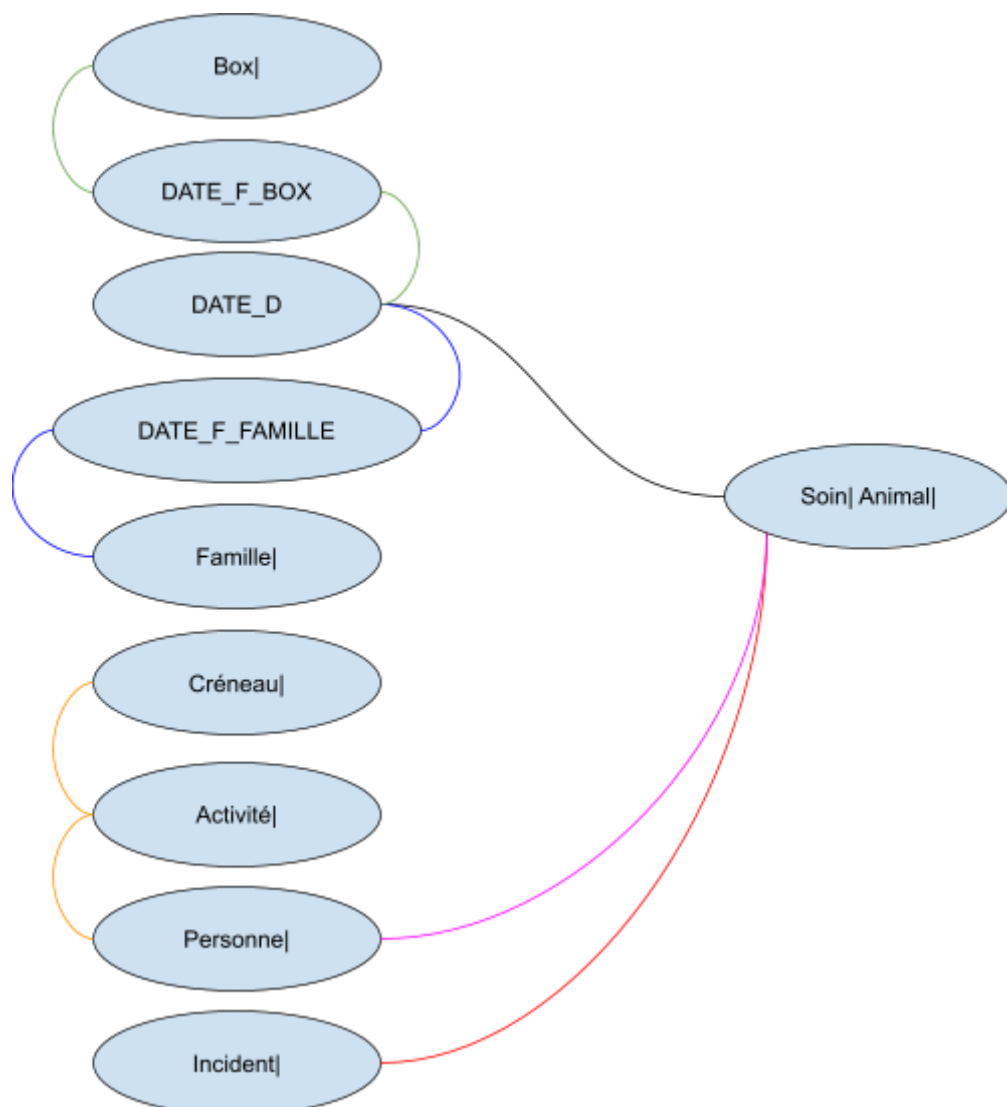 Box|
DATE_F_BOX
DATE_D
DATE_F_FAMILLE
Soin| Animal|
Famille|
Créneau|
Activité|
Personne|
Incident|